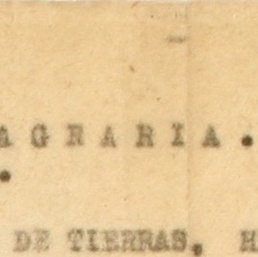 AGRARIA.
.
DE TIERRAS, H